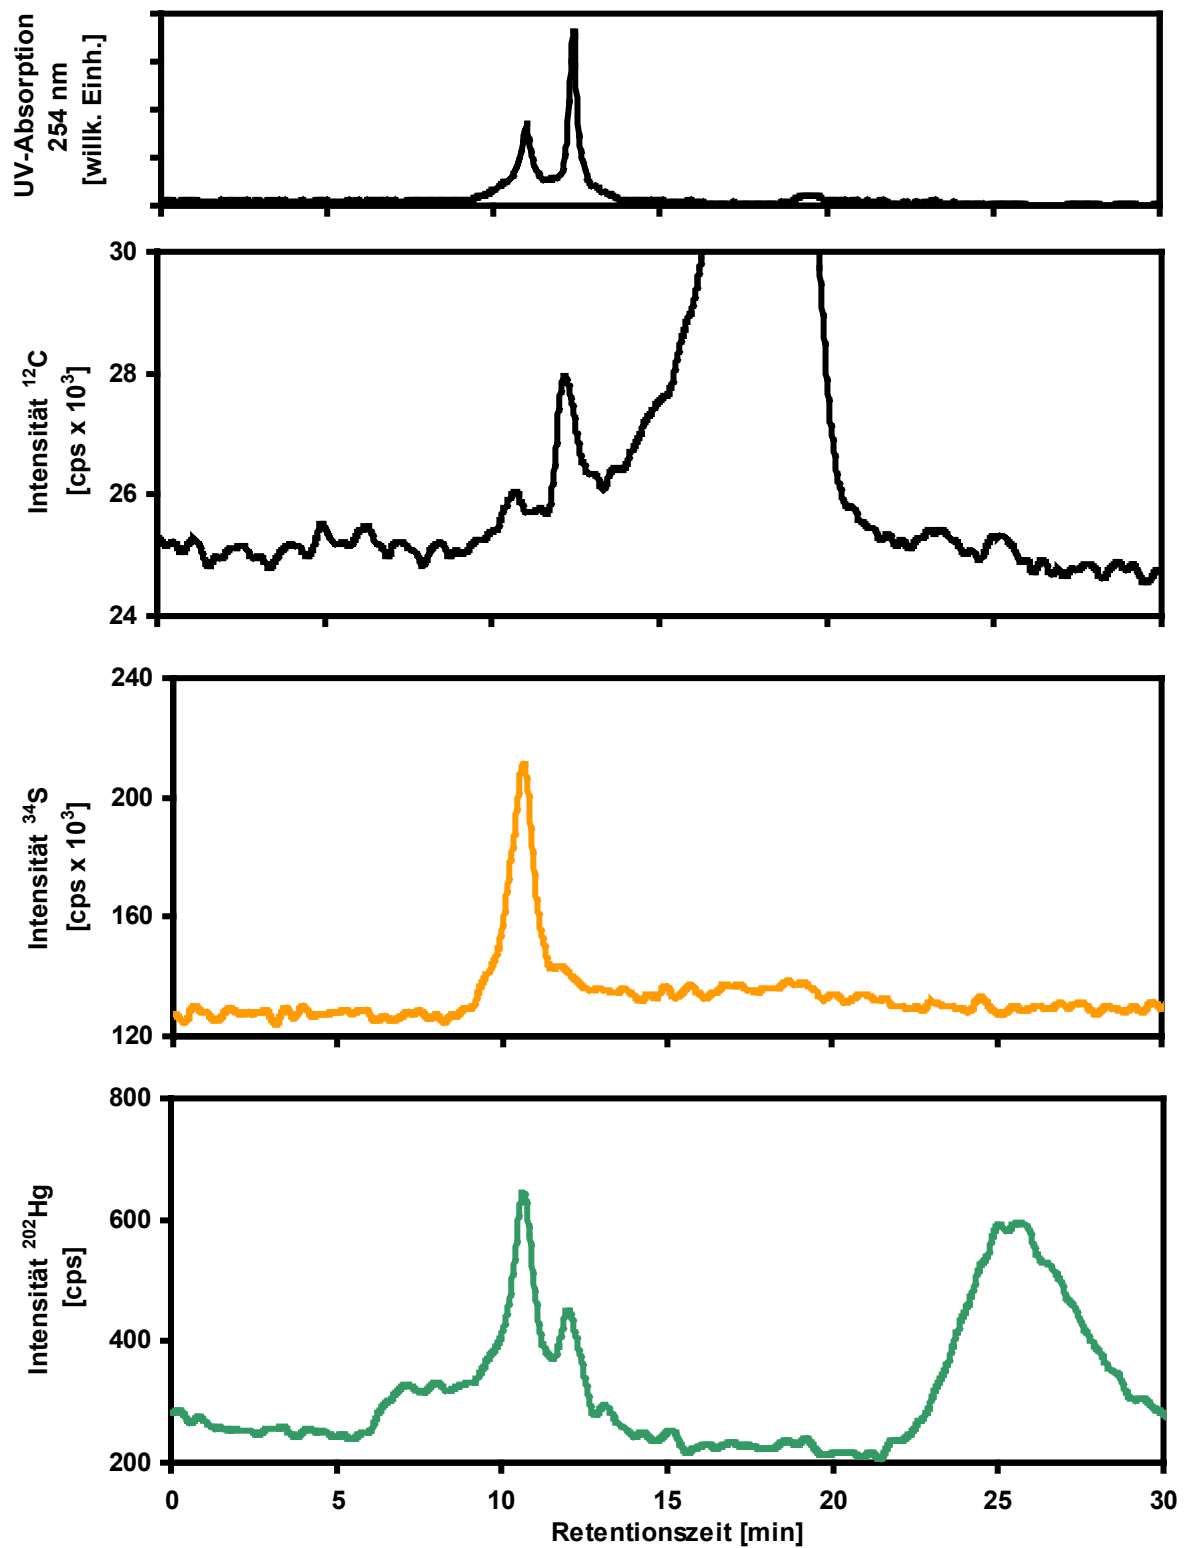 UV-Absorption
254 nm
[willk. Einh.]
30
28
26
24
Intensität ¹²C
[cps x 10³]
240
200
160
120
Intensität ³⁴S
[cps x 10³]
800
600
400
200
Intensität ²⁰²Hg
[cps]
0 5 10 15 20 25 30
Retentionszeit [min]